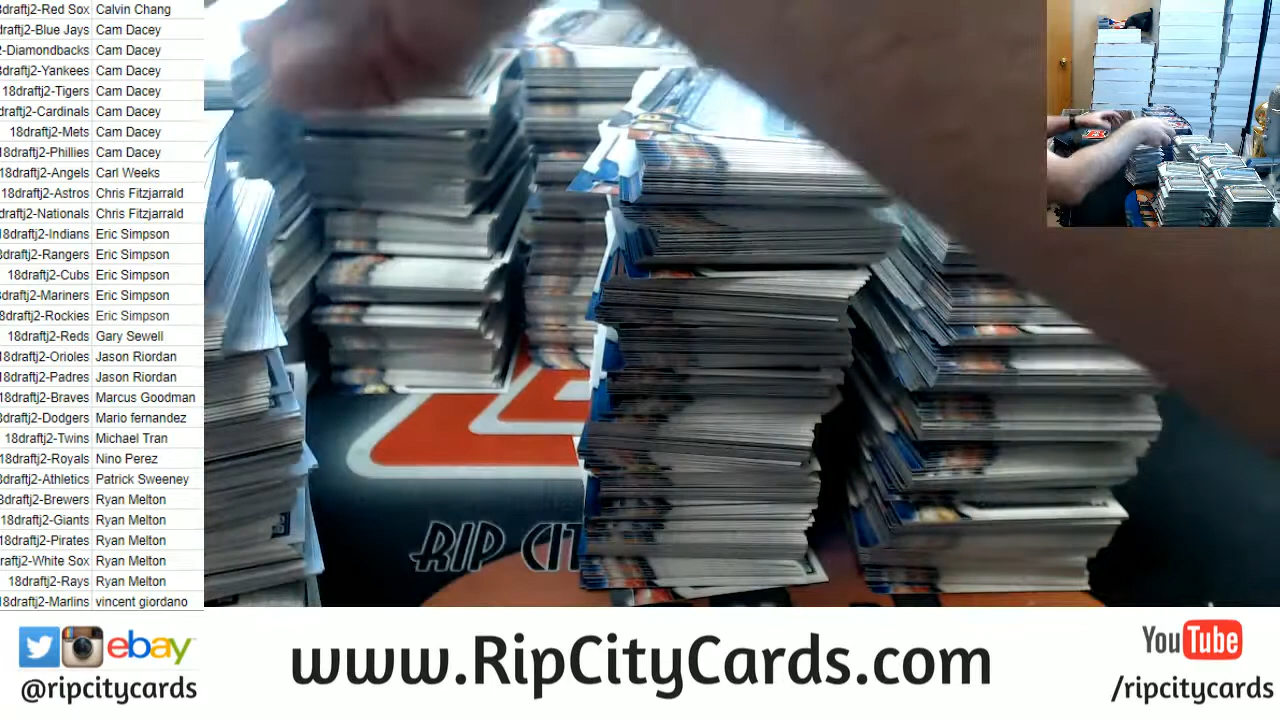 3draftj2-Red Sox Calvin Chang
draftj2-Blue Jays Cam Dacey
2-Diamondbacks Cam Dacey
3draftj2-Yankees Cam Dacey
18draftj2-Tigers Cam Dacey
draftj2-Cardinals Cam Dacey
18draftj2-Mets Cam Dacey
8draftj2-Phillies Cam Dacey
18draftj2-Angels Carl Weeks
18draftj2-Astros Chris Fitzjarrald
draftj2-Nationals Chris Fitzjarrald
18draftj2-Indians Eric Simpson
8draftj2-Rangers Eric Simpson
18draftj2-Cubs Eric Simpson
draftj2-Mariners Eric Simpson
8draftj2-Rockies Eric Simpson
18draftj2-Reds Gary Sewell
18draftj2-Orioles Jason Riordan
18draftj2-Padres Jason Riordan
18draftj2-Braves Marcus Goodman
3draftj2-Dodgers Mario fernandez
18draftj2-Twins Michael Tran
18draftj2-Royals Nino Perez
3draftj2-Athletics Patrick Sweeney
8draftj2-Brewers Ryan Melton
18draftj2-Giants Ryan Melton
18draftj2-Pirates Ryan Melton
raftj2-White Sox Ryan Melton
18draftj2-Rays Ryan Melton
18draftj2-Marlins vincent giordano
RIP CIT
ebay
@ripcitycards
www.RipCityCards.com
YouTube
/ripcitycards